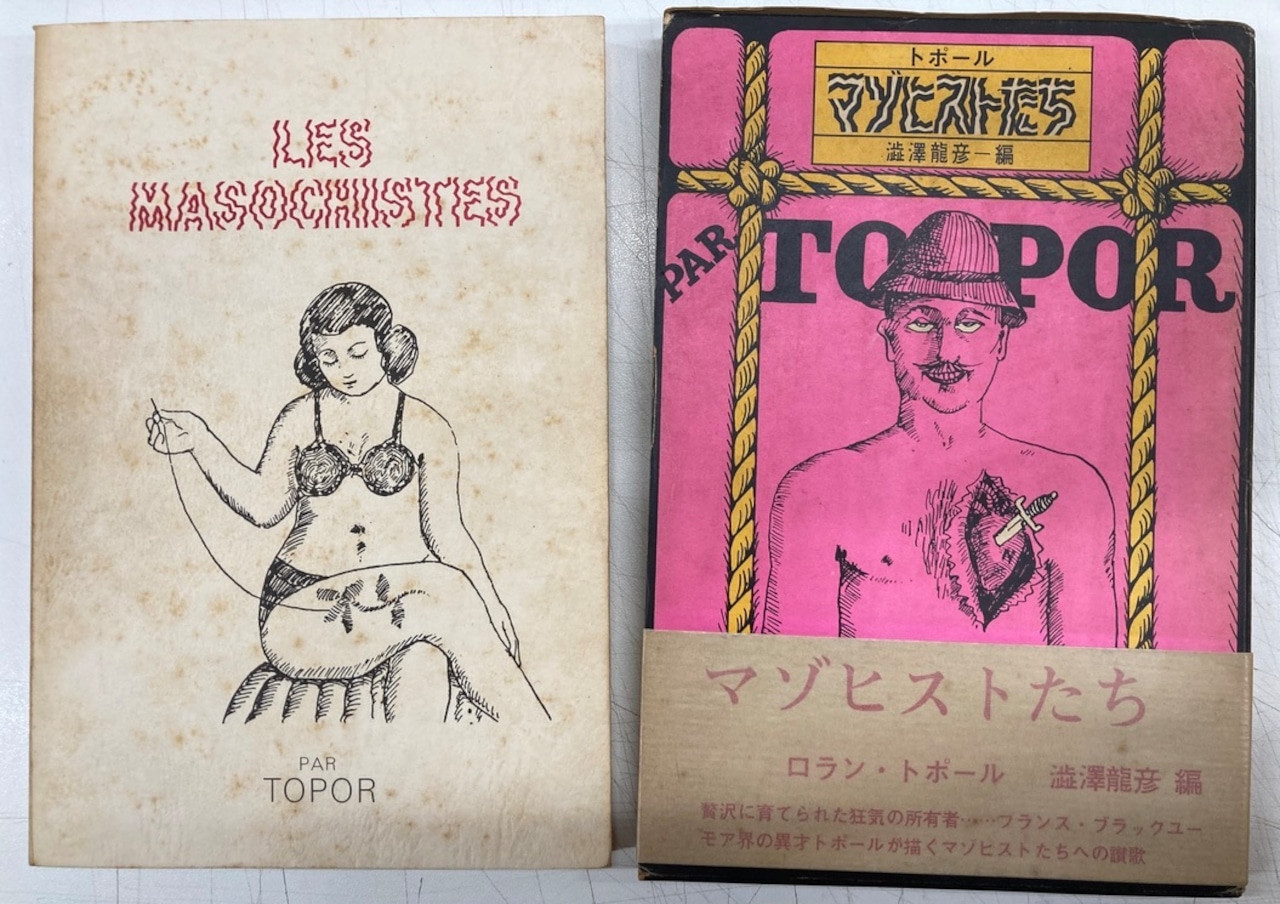 LES
MASOCHISTES
PAR
TOPOR
トポール
マゾヒストたち
澁澤龍彦一編
PAR TOPOR
マゾヒストたち
ロラン・トポール 澁澤龍彦 編
贅沢に育てられた狂気の所有者……フランス・ブラックユー
モア界の異才トポールが描くマゾヒストたちへの讃歌